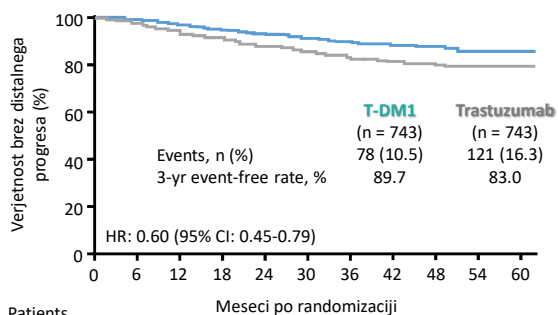 Verjetnost brez distalnega
progresa (%)
100
80
60
40
20
0
T-DM1 Trastuzumab
(n = 743) (n = 743)
Events, n (%) 78 (10.5) 121 (16.3)
3-yr event-free rate, % 89.7 83.0
HR: 0.60 (95% CI: 0.45-0.79)
0 6 12 18 24 30 36 42 48 54 60
Meseci po randomizaciji
Patients